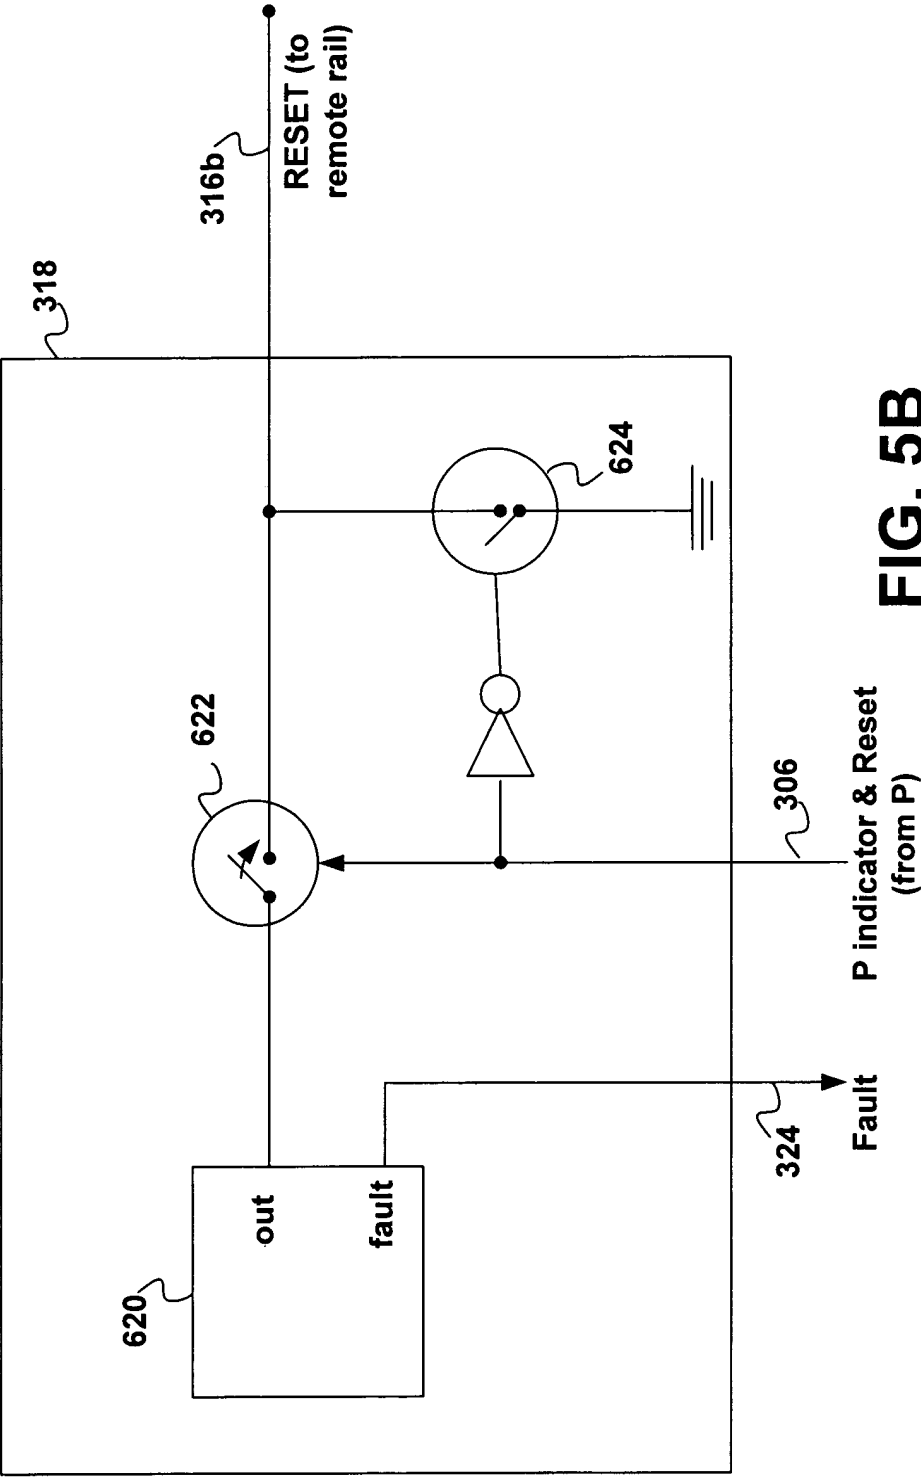 316b
RESET (to
remote rail)
318
624
622
306
P indicator & Reset
(from P)
620
out
fault
324
Fault
FIG. 5B